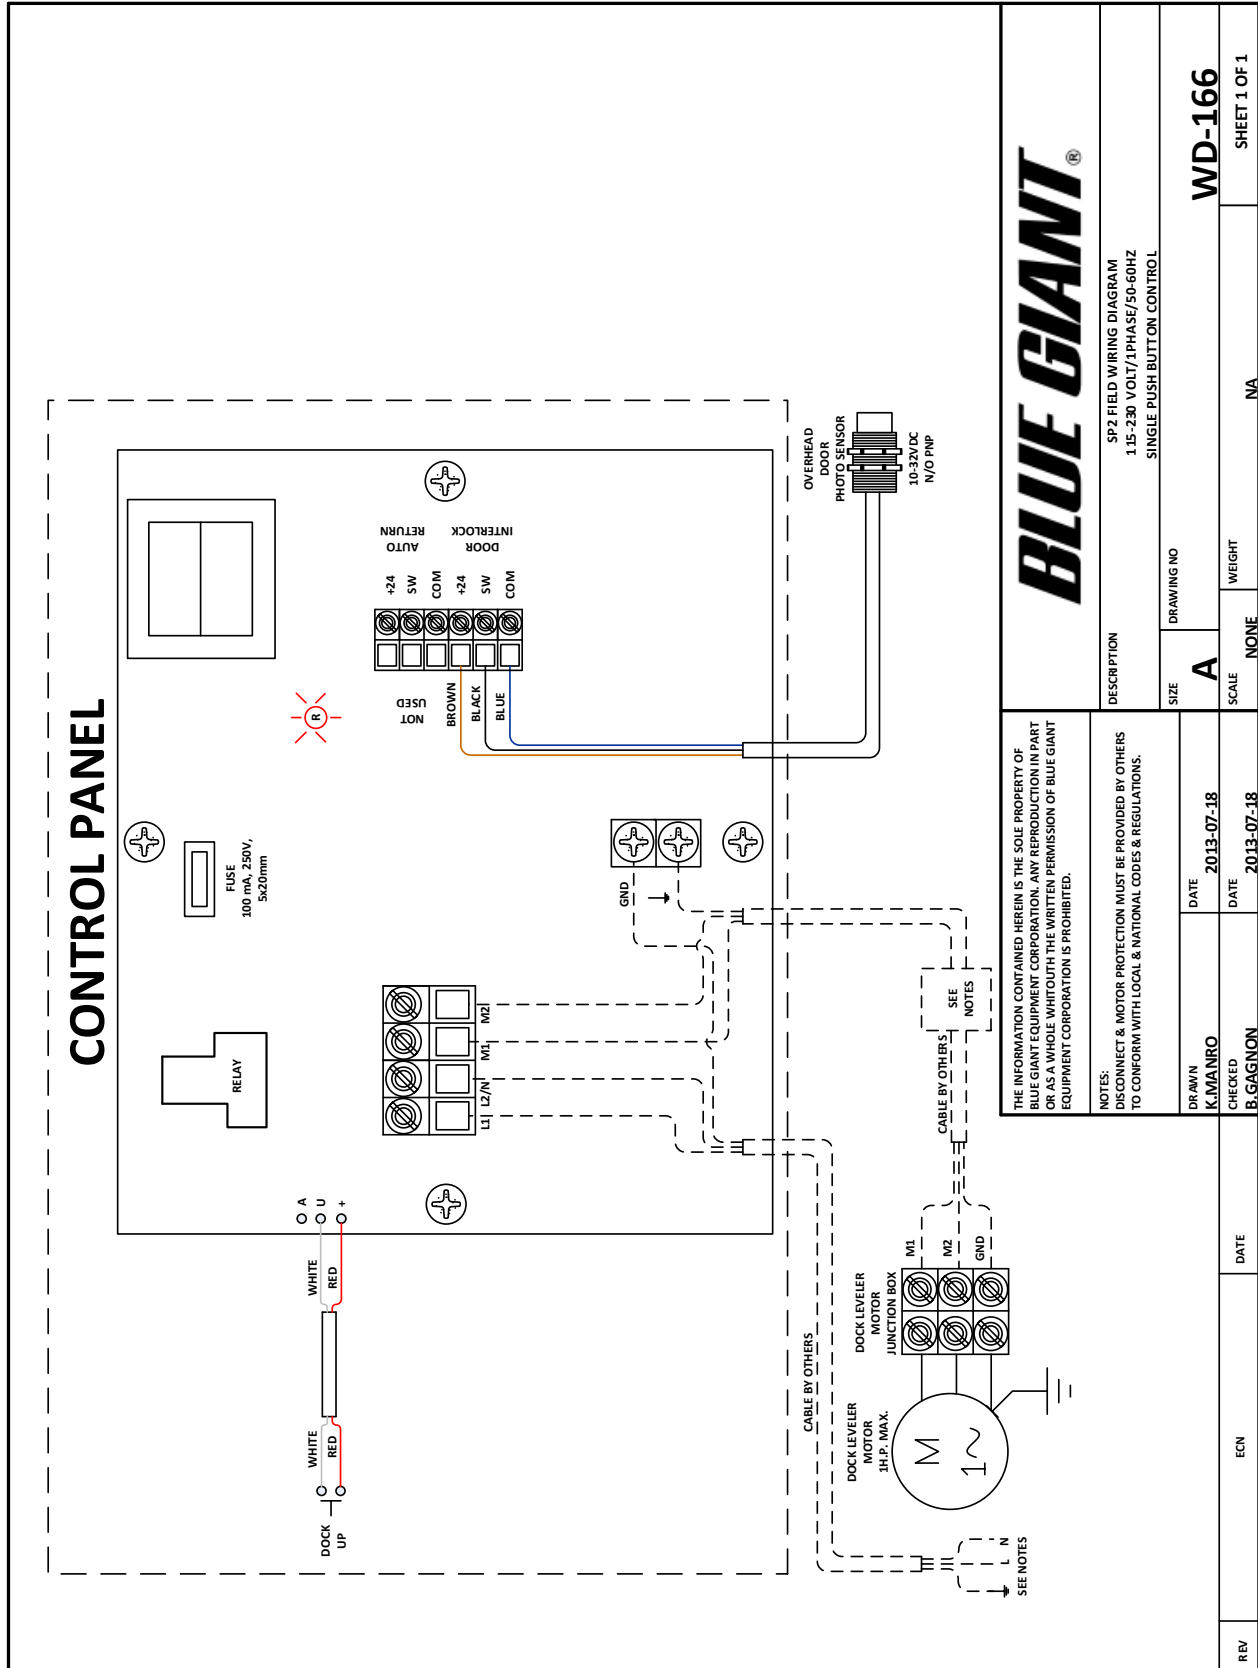 CONTROL PANEL
DOCK
UP
WHITE
RED
WHITE
RED
A
U
+
RELAY
FUSE
100 mA, 250V,
5x20mm
R
L1
L2/N
M1
M2
GND
NOT
USED
BROWN
BLACK
BLUE
+24
SW
COM
+24
SW
COM
AUTO
RETURN
DOOR
INTERLOCK
OVERHEAD
DOOR
PHOTO SENSOR
10-32VDC
N/O PNP
CABLE BY OTHERS
L
N
SEE NOTES
DOCK LEVELER
MOTOR
1H.P. MAX.
M
1~
DOCK LEVELER
MOTOR
JUNCTION BOX
M1
M2
GND
CABLE BY OTHERS
SEE
NOTES
THE INFORMATION CONTAINED HEREIN IS THE SOLE PROPERTY OF
BLUE GIANT EQUIPMENT CORPORATION. ANY REPRODUCTION IN PART
OR AS A WHOLE WHITOUTH THE WRITTEN PERMISSION OF BLUE GIANT
EQUIPMENT CORPORATION IS PROHIBITED.
NOTES:
DISCONNECT & MOTOR PROTECTION MUST BE PROVIDED BY OTHERS
TO CONFORM WITH LOCAL & NATIONAL CODES & REGULATIONS.
BLUE GIANT®
DESCRIPTION
SP2 FIELD WIRING DIAGRAM
115-230 VOLT/1PHASE/50-60HZ
SINGLE PUSH BUTTON CONTROL
DRAWN
K.MANRO
DATE
2013-07-18
SIZE
A
DRAWING NO
WD-166
REV
ECN
DATE
CHECKED
B.GAGNON
DATE
2013-07-18
SCALE
NONE
WEIGHT
NA
SHEET 1 OF 1